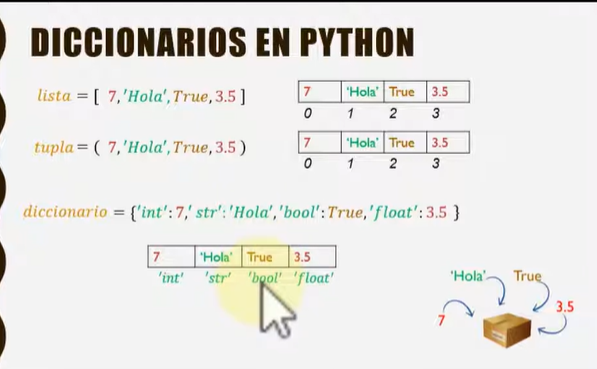 DICCIONARIOS EN PYTHON
lista = [ 7,'Hola',True,3.5 ]
7 'Hola' True 3.5
0 1 2 3
tupla = ( 7,'Hola',True,3.5 )
7 'Hola' True 3.5
0 1 2 3
diccionario = {'int':7,' str':'Hola','bool':True,'float':3.5 }
7 'Hola' True 3.5
'int' 'str' 'bool' 'float'
'Hola' True
7 3.5